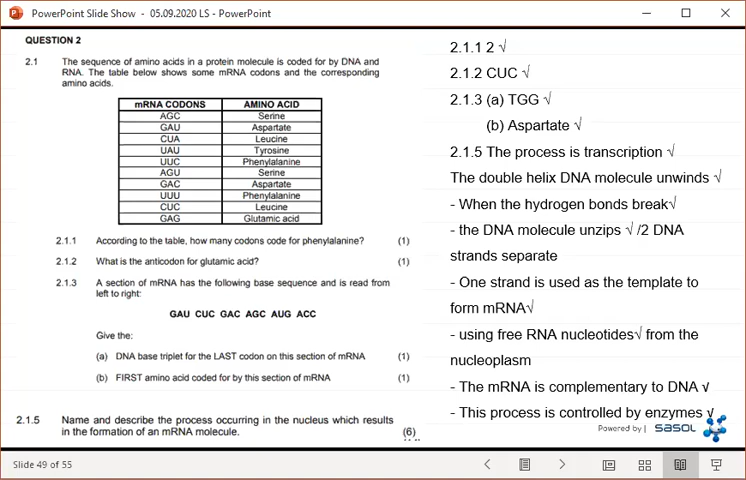 PowerPoint Slide Show - 05.09.2020 LS - PowerPoint
QUESTION 2
2.1 The sequence of amino acids in a protein molecule is coded for by DNA and
RNA. The table below shows some mRNA codons and the corresponding
amino acids.
mRNA CODONS AMINO ACID
AGC Serine
GAU Aspartate
CUA Leucine
UAU Tyrosine
UUC Phenylalanine
AGU Serine
GAC Aspartate
UUU Phenylalanine
CUC Leucine
GAG Glutamic acid
2.1.1 According to the table, how many codons code for phenylalanine? (1)
2.1.2 What is the anticodon for glutamic acid? (1)
2.1.3 A section of mRNA has the following base sequence and is read from
left to right:
GAU CUC GAC AGC AUG ACC
Give the:
(a) DNA base triplet for the LAST codon on this section of mRNA (1)
(b) FIRST amino acid coded for by this section of mRNA (1)
2.1.5 Name and describe the process occurring in the nucleus which results
in the formation of an mRNA molecule. (6)
2.1.1 2 √
2.1.2 CUC √
2.1.3 (a) TGG √
(b) Aspartate √
2.1.5 The process is transcription √
The double helix DNA molecule unwinds √
- When the hydrogen bonds break√
- the DNA molecule unzips √ /2 DNA
strands separate
- One strand is used as the template to
form mRNA√
- using free RNA nucleotides√ from the
nucleoplasm
- The mRNA is complementary to DNA √
- This process is controlled by enzymes √
Powered by | sasol
Slide 49 of 55